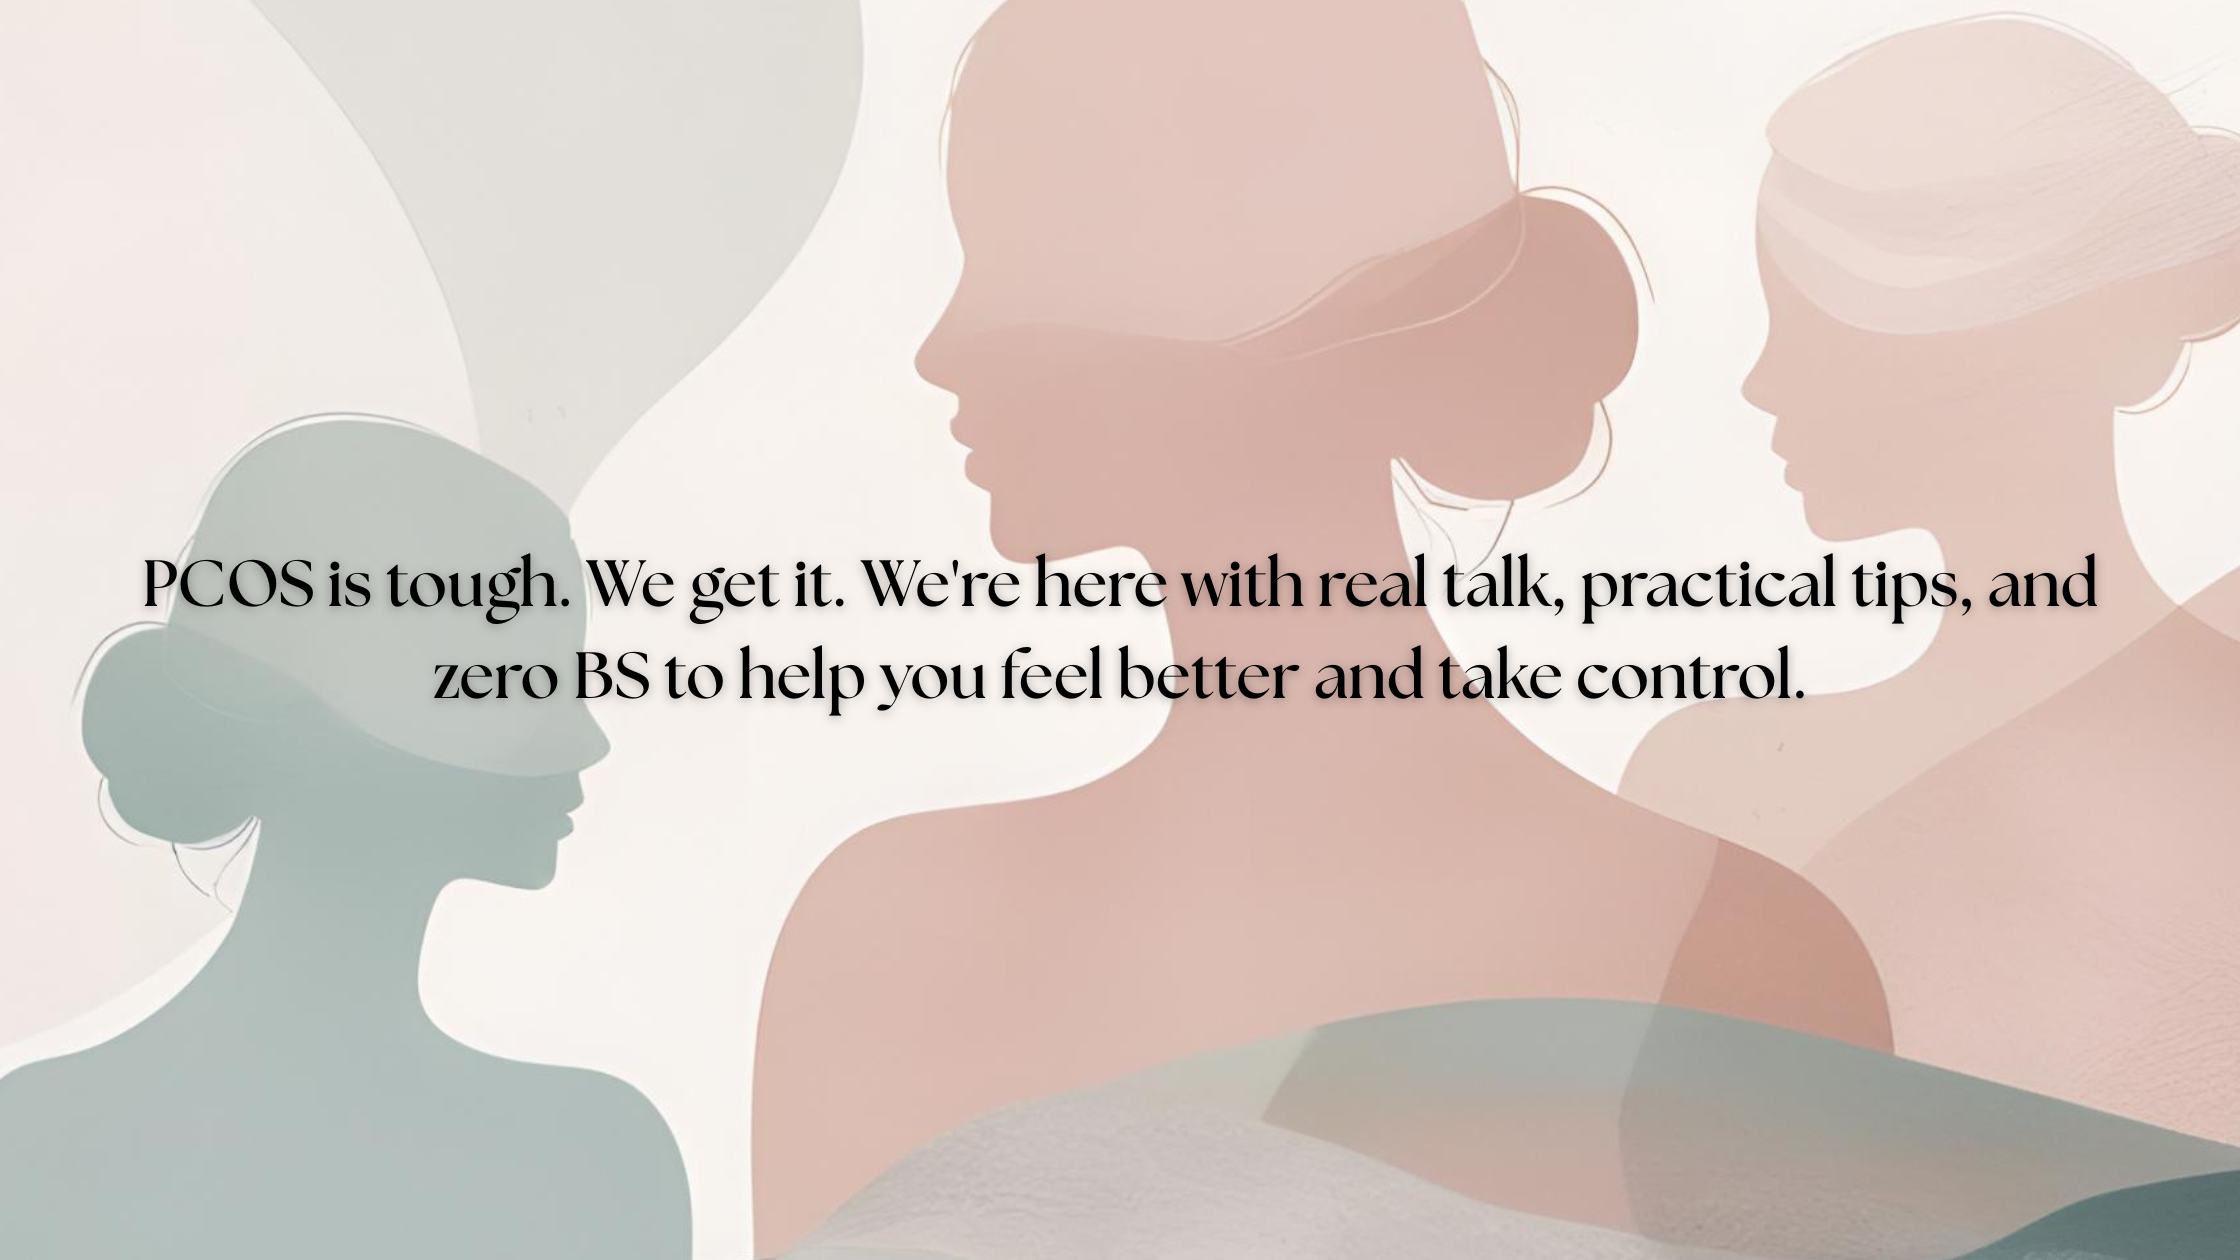 PCOS is tough. We get it. We're here with real talk, practical tips, and
zero BS to help you feel better and take control.